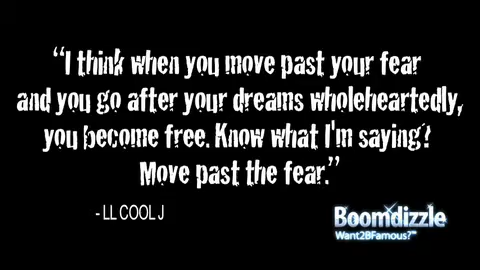 “I think when you move past your fear
and you go after your dreams wholeheartedly,
you become free. Know what I'm saying?
Move past the fear.”
- LL COOL J
Boomdizzle
Want2BFamous?™